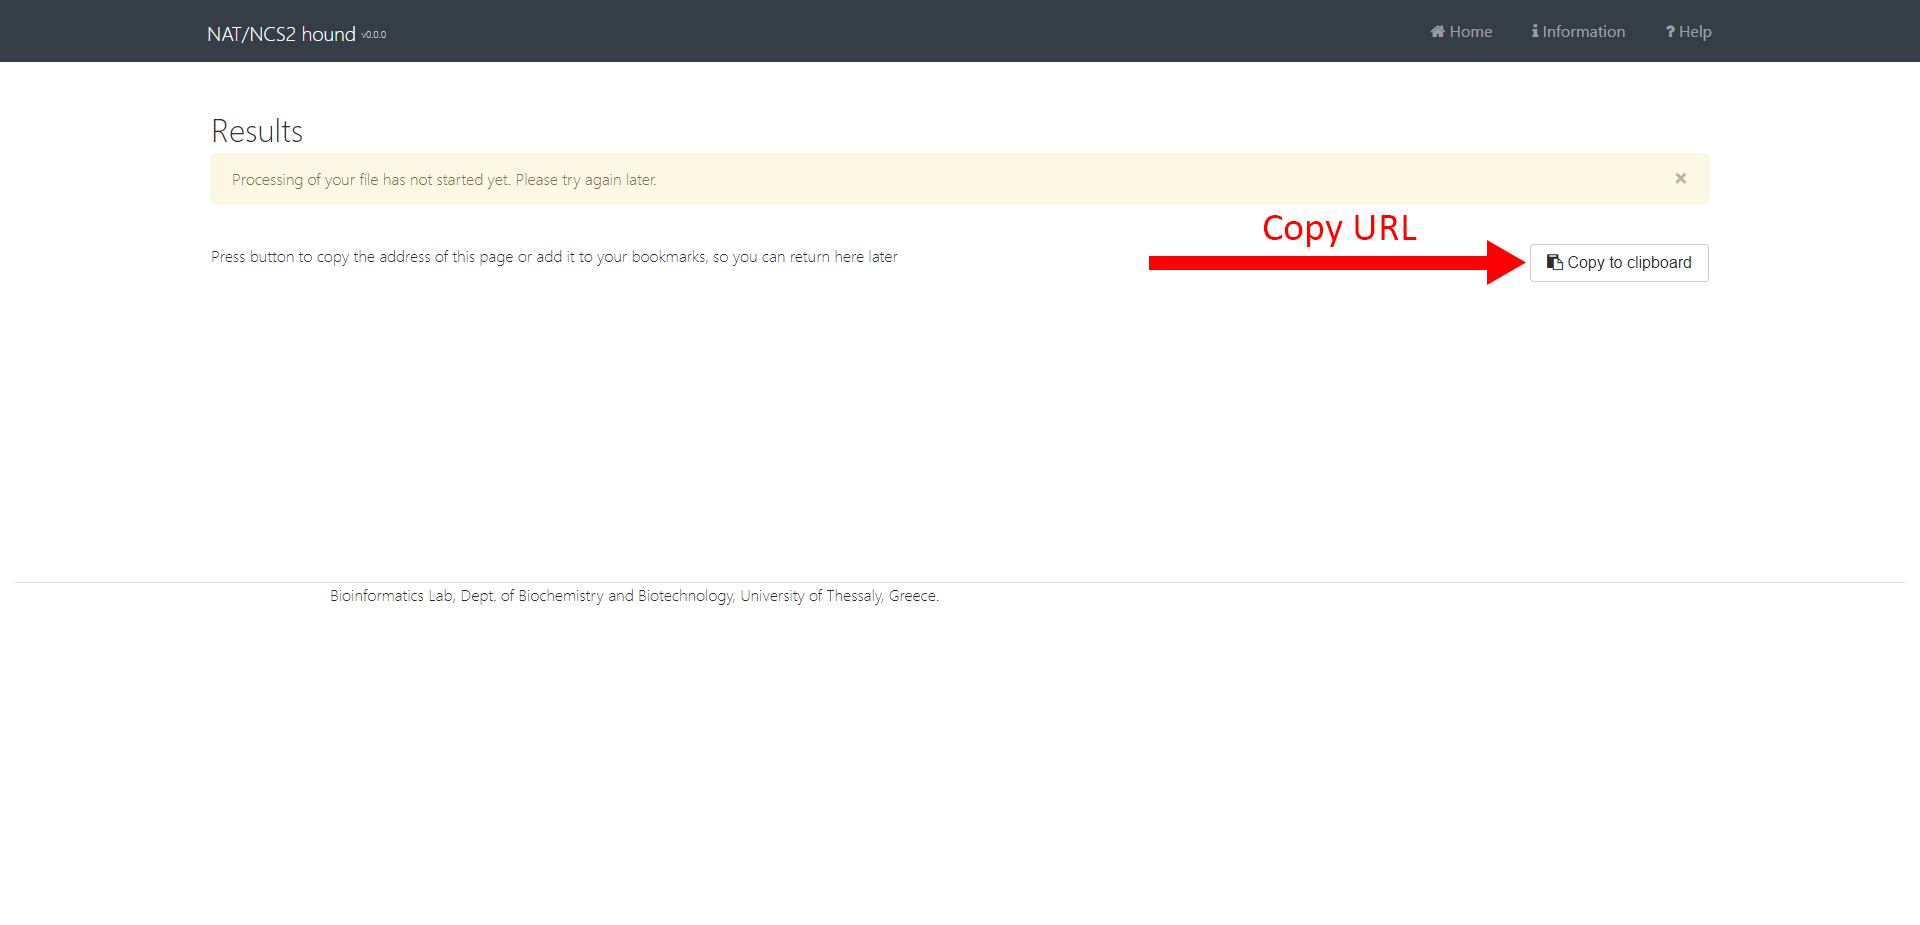 NAT/NCS2 hound v0.0.0
Home
Information
? Help
Results
Processing of your file has not started yet. Please try again later.
×
Copy URL
Press button to copy the address of this page or add it to your bookmarks, so you can return here later
Copy to clipboard
Bioinformatics Lab, Dept. of Biochemistry and Biotechnology, University of Thessaly, Greece.